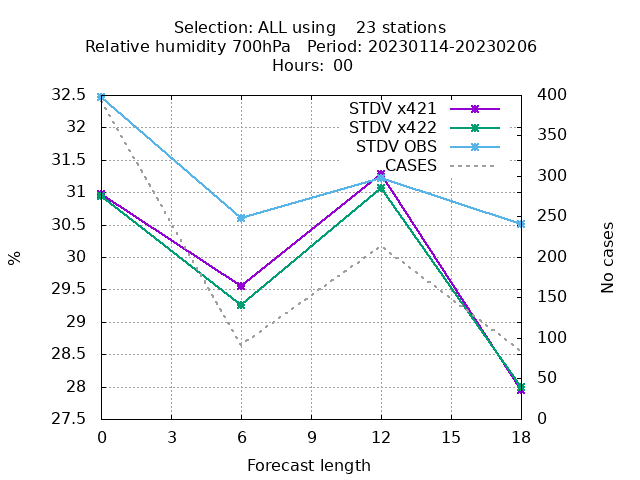 Selection: ALL using 23 stations
Relative humidity 700hPa Period: 20230114-20230206
Hours: 00
STDV x421
STDV x422
STDV OBS
CASES
%
32.5
32
31.5
31
30.5
30
29.5
29
28.5
28
27.5
400
350
300
250
200
150
100
50
0
No cases
0 3 6 9 12 15 18
Forecast length